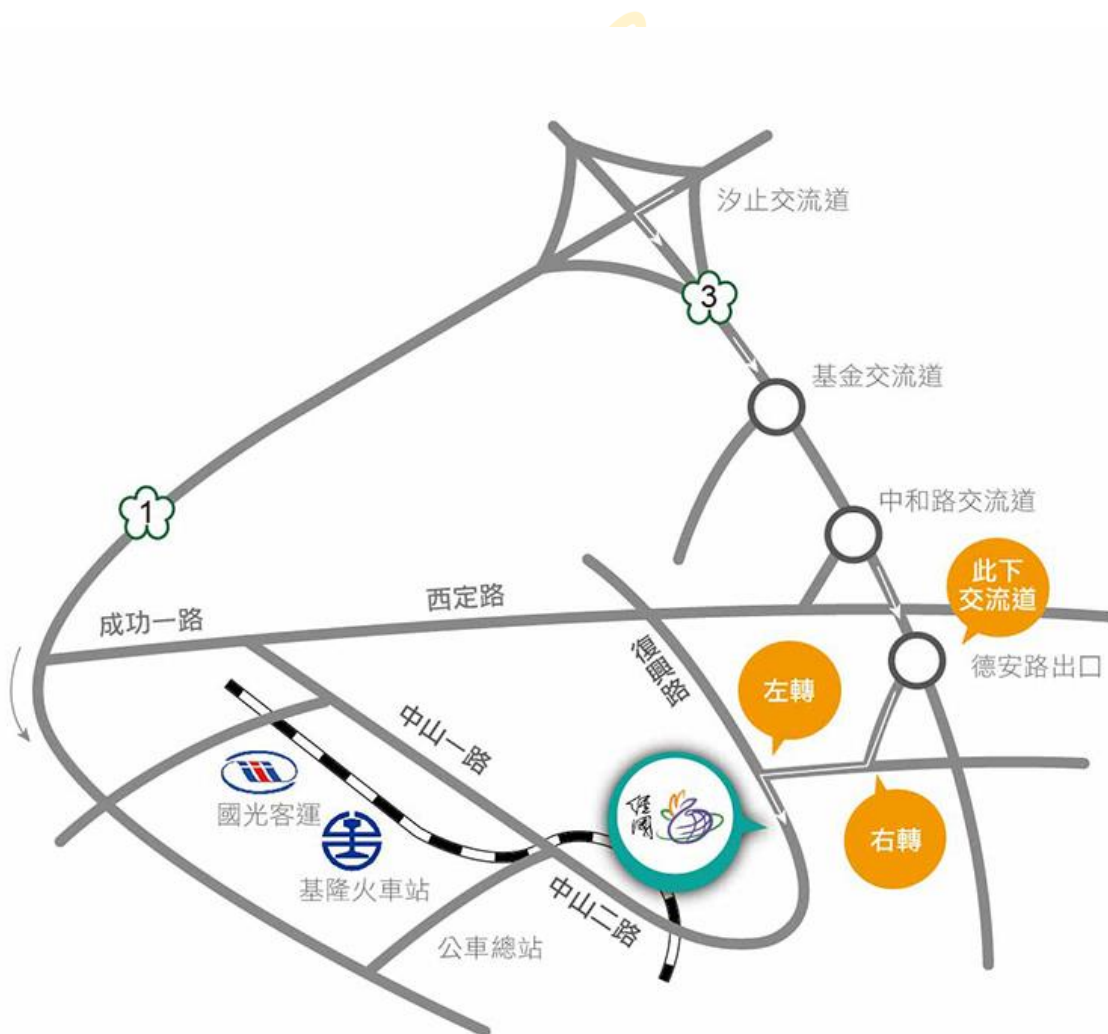 汐止交流道
3
基金交流道
1
中和路交流道
此下
交流道
西定路
成功一路
復興路
德安路出口
左轉
中山一路
國光客運
經國
右轉
基隆火車站
中山二路
公車總站